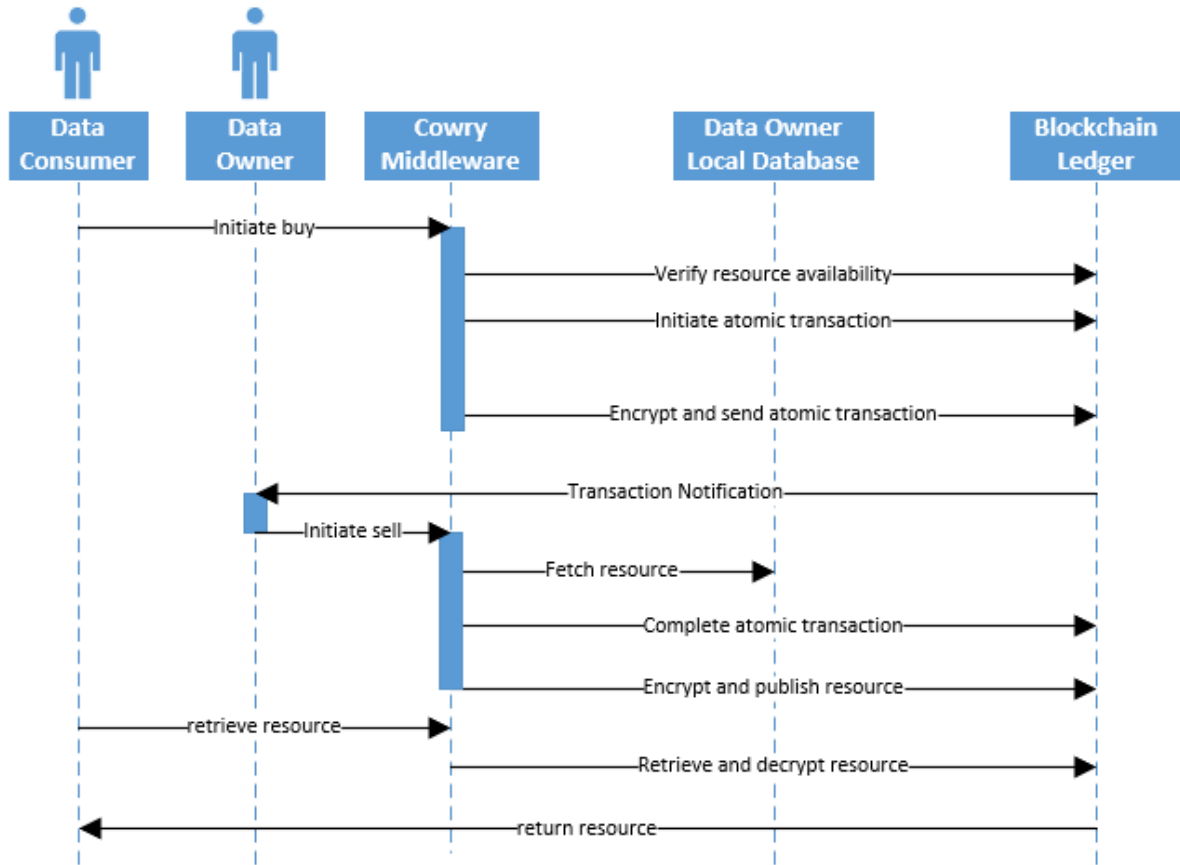 Data
Consumer
Data
Owner
Cowry
Middleware
Data Owner
Local Database
Blockchain
Ledger
Initiate buy
Verify resource availability
Initiate atomic transaction
Encrypt and send atomic transaction
Transaction Notification
Initiate sell
Fetch resource
Complete atomic transaction
Encrypt and publish resource
retrieve resource
Retrieve and decrypt resource
return resource